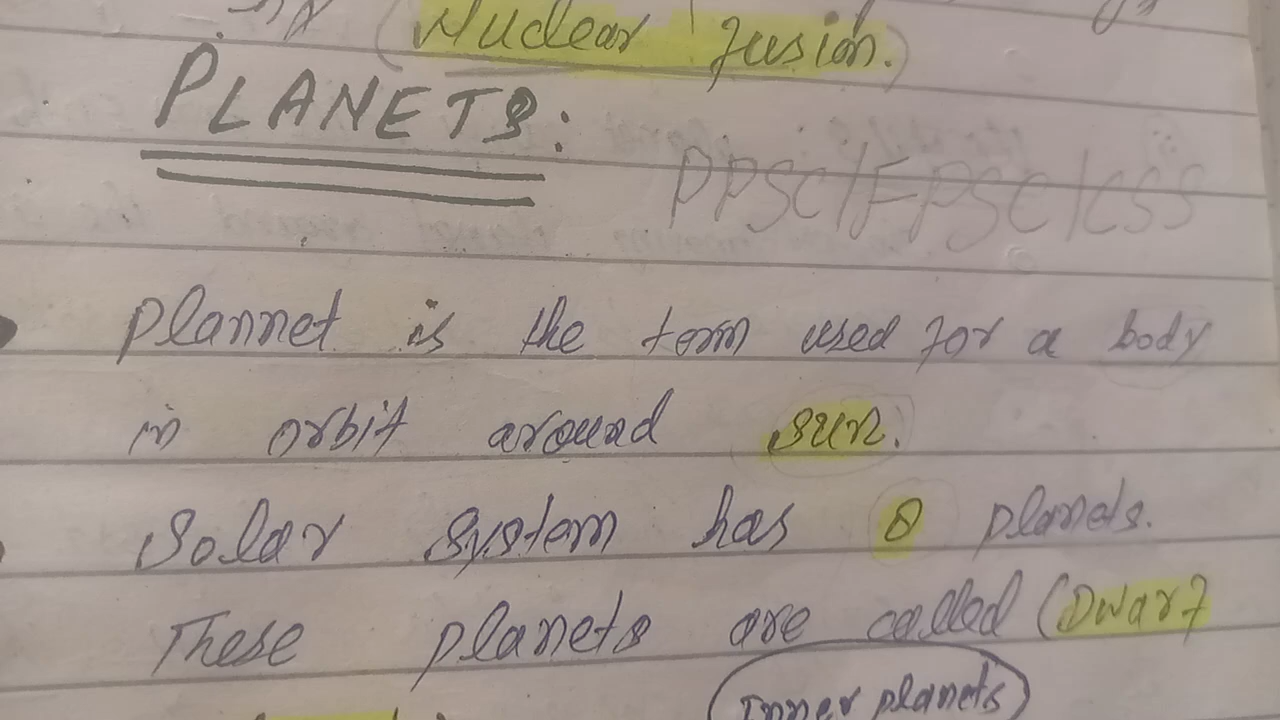 (Nuclear fusion.)
PLANETS:
PPSC/FPSC/CSS
Plannet is the term used for a body
in orbit around sun.
Solar system has 8 planets.
These planets are called (Dwarf
Inner planets